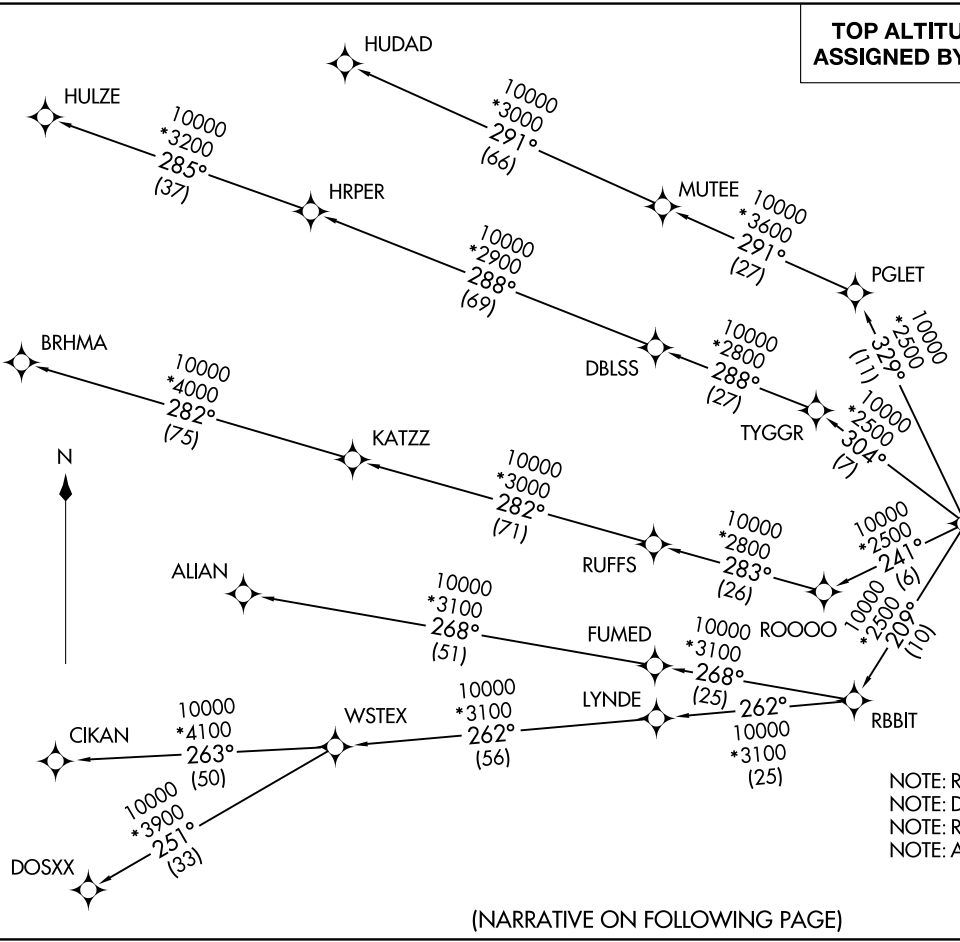 TOP ALTITU
ASSIGNED BY
HUDAD
HULZE
10000
*3000
291°
(66)
10000
*3200
285°
(37)
HRPER
MUTEE
10000
*3600
291°
(27)
PGLET
10000
*2900
288°
(69)
10000
*2500
329°
(11)
BRHMA
10000
*4000
282°
(75)
DBLSS
10000
*2800
288°
(27)
TYGGR
10000
*2500
304°
(7)
N
KATZZ
10000
*3000
282°
(71)
RUFFS
10000
*2800
283°
(26)
ROOOO
10000
*2500
241°
(6)
10000
*2500
209°
(10)
ALIAN
10000
*3100
268°
(51)
FUMED
10000
*3100
268°
(25)
LYNDE
262°
10000
*3100
(25)
RBBIT
CIKAN
10000
*4100
263°
(50)
WSTEX
10000
*3100
262°
(56)
10000
*3900
251°
(33)
DOSXX
NOTE: R
NOTE: D
NOTE: R
NOTE: A
(NARRATIVE ON FOLLOWING PAGE)